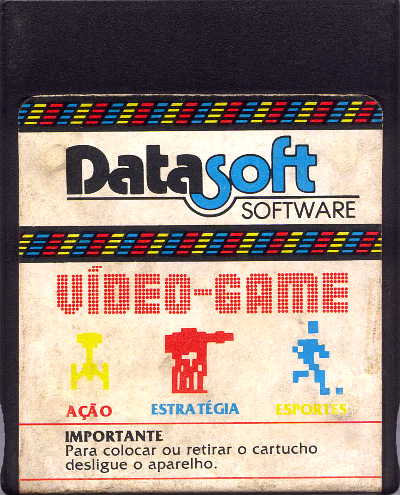 Datasoft
SOFTWARE
VÍDEO-GAME
AÇÃO ESTRATÉGIA ESPORTES
IMPORTANTE
Para colocar ou retirar o cartucho
desligue o aparelho.